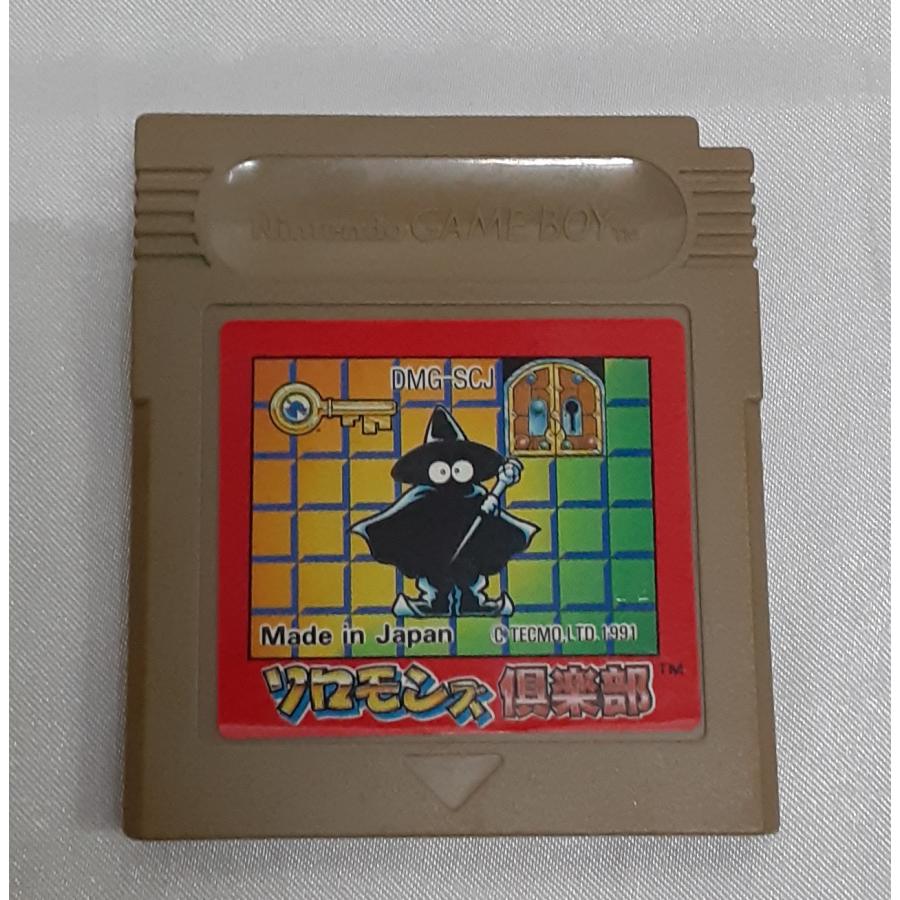 Nintendo GAME BOY TM
DMG-SCJ
Made in Japan © TECMO,LTD.1991
ソロモンズ倶楽部 TM